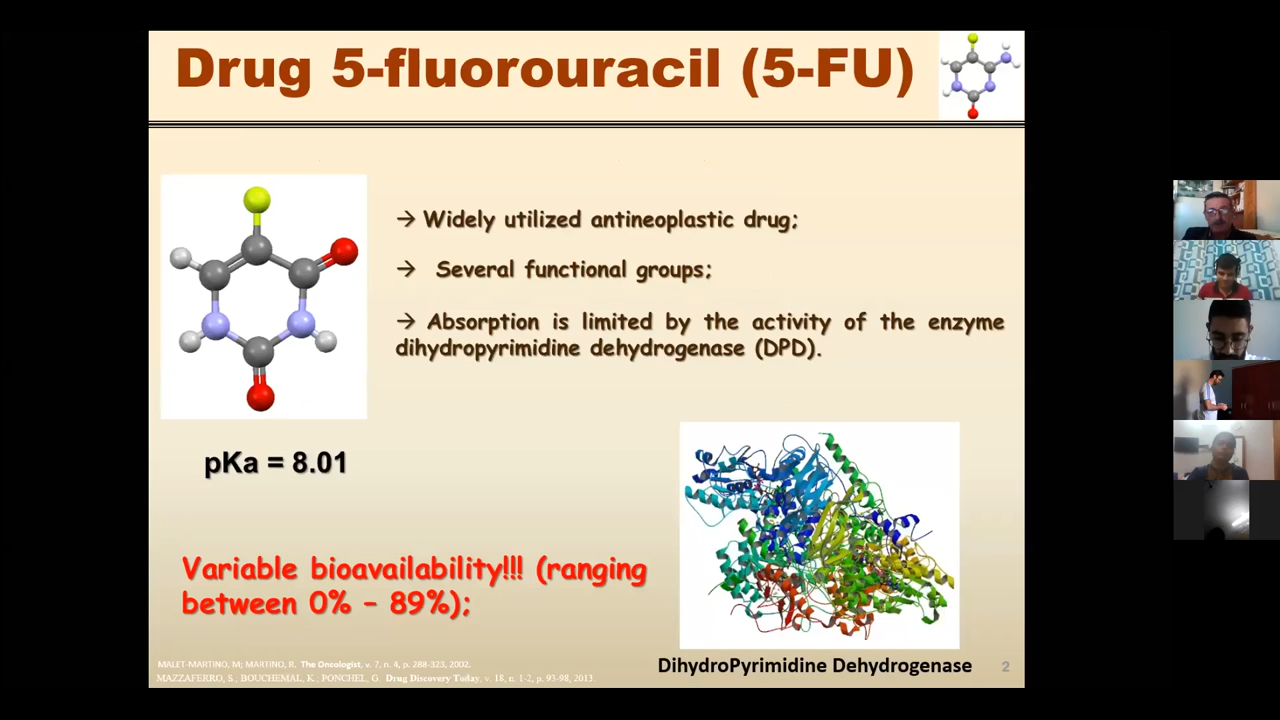 Drug 5-fluorouracil (5-FU)
→ Widely utilized antineoplastic drug;
→ Several functional groups;
→ Absorption is limited by the activity of the enzyme
dihydropyrimidine dehydrogenase (DPD).
pKa = 8.01
Variable bioavailability!!! (ranging
between 0% – 89%);
DihydroPyrimidine Dehydrogenase
2
MALET-MARTINO, M; MARTINO, R. The Oncologist, v. 7, n. 4, p. 288-323, 2002.
MAZZAFERRO, S., BOUCHEMAL, K.; PONCHEL, G. Drug Discovery Today, v. 18, n. 1-2, p. 93-98, 2013.